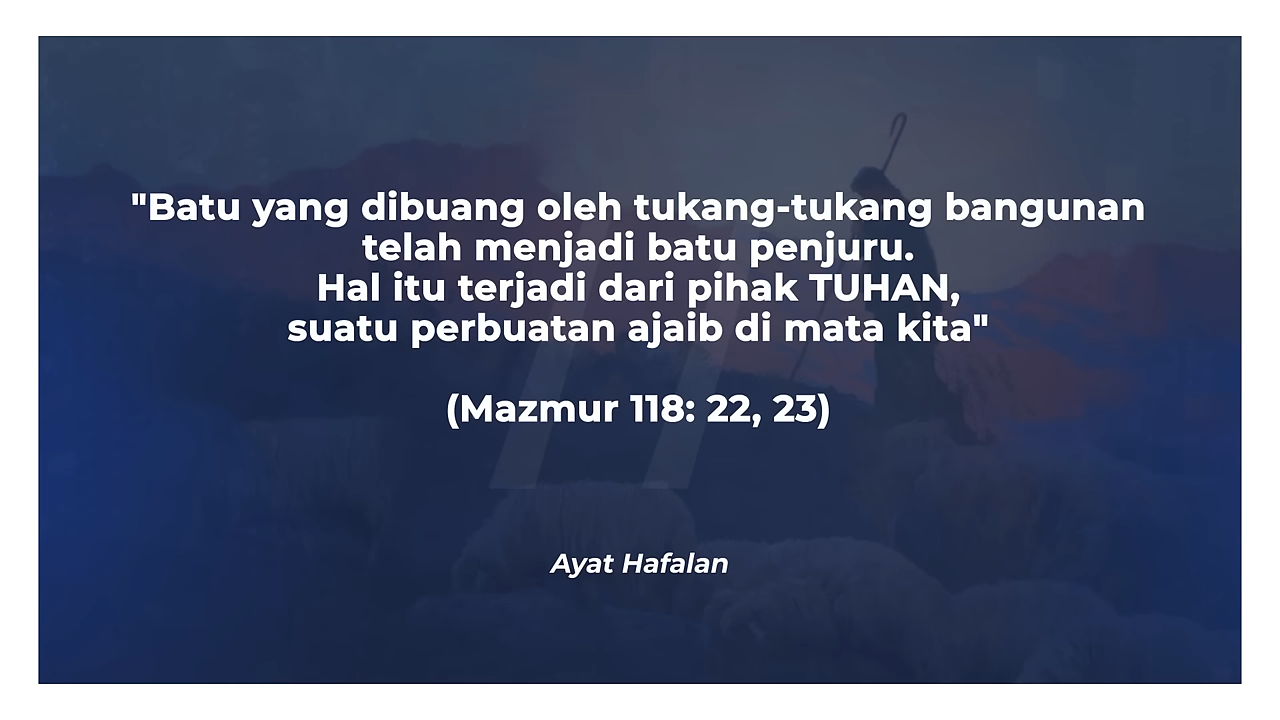 "Batu yang dibuang oleh tukang-tukang bangunan
telah menjadi batu penjuru.
Hal itu terjadi dari pihak TUHAN,
suatu perbuatan ajaib di mata kita"
(Mazmur 118: 22, 23)
Ayat Hafalan